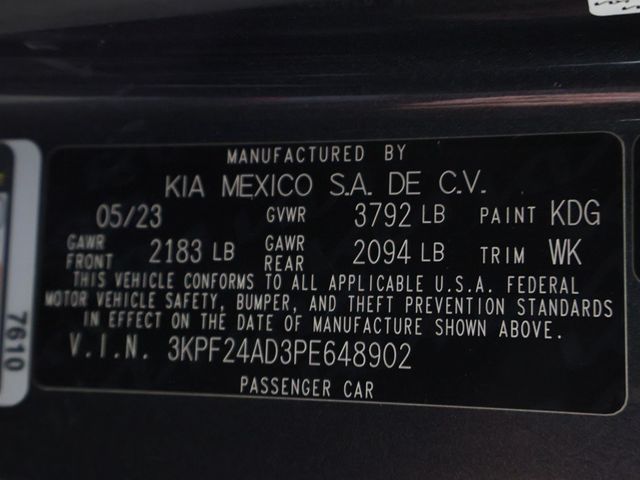 MANUFACTURED BY
KIA MEXICO S.A. DE C.V.
05/23 GVWR 3792 LB PAINT KDG
GAWR FRONT 2183 LB GAWR REAR 2094 LB TRIM WK
THIS VEHICLE CONFORMS TO ALL APPLICABLE U.S.A. FEDERAL
MOTOR VEHICLE SAFETY, BUMPER, AND THEFT PREVENTION STANDARDS
IN EFFECT ON THE DATE OF MANUFACTURE SHOWN ABOVE.
V.I.N. 3KPF24AD3PE648902
PASSENGER CAR
7610